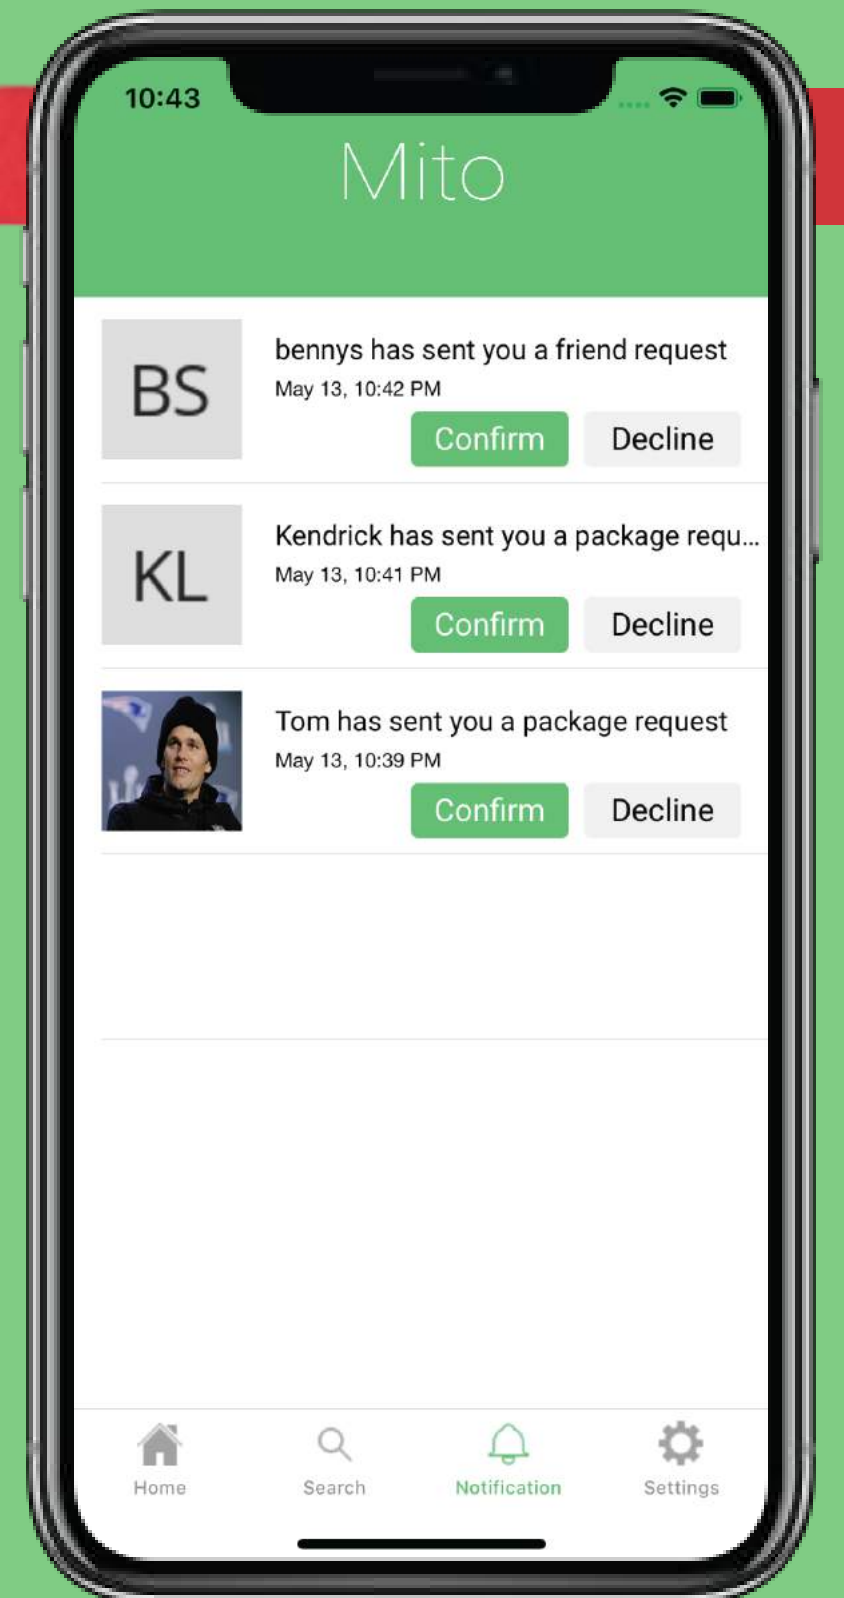 10:43
Mito
BS
bennys has sent you a friend request
May 13, 10:42 PM
Confirm
Decline
KL
Kendrick has sent you a package requ...
May 13, 10:41 PM
Confirm
Decline
Tom has sent you a package request
May 13, 10:39 PM
Confirm
Decline
Home
Search
Notification
Settings